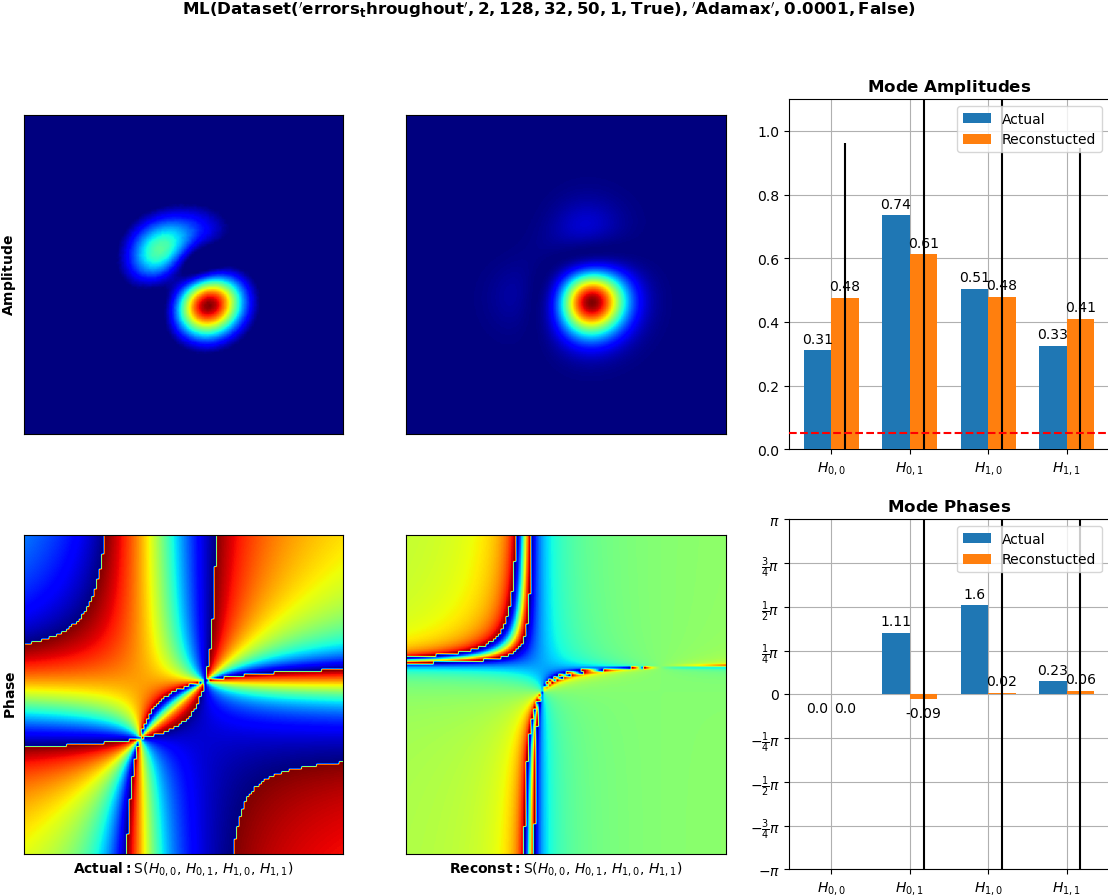 ML(Dataset('errors_throughout', 2, 128, 32, 50, 1, True), 'Adamax', 0.0001, False)
Amplitude
Mode Amplitudes
Actual
Reconstucted
1.0
0.8
0.6
0.4
0.2
0.0
0.31
0.48
0.74
0.61
0.51
0.48
0.33
0.41
H0,0
H0,1
H1,0
H1,1
Phase
Actual: S(H0,0, H0,1, H1,0, H1,1)
Reconst: S(H0,0, H0,1, H1,0, H1,1)
Mode Phases
Actual
Reconstucted
π
3/4π
1/2π
1/4π
0
−1/4π
−1/2π
−3/4π
−π
0.0
0.0
1.11
-0.09
1.6
0.02
0.23
0.06
H0,0
H0,1
H1,0
H1,1